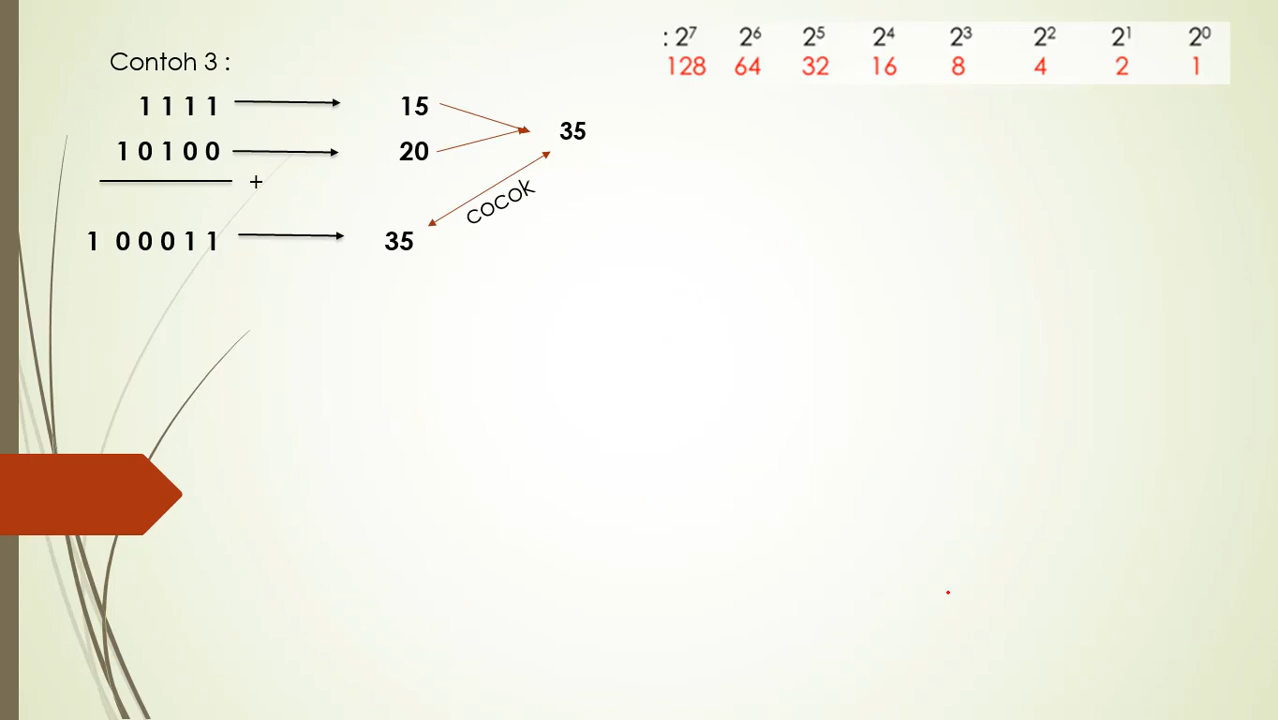 Contoh 3 :
: 2⁷ 2⁶ 2⁵ 2⁴ 2³ 2² 2¹ 2⁰
128 64 32 16 8 4 2 1
1 1 1 1 15
35
1 0 1 0 0 20
+
cocok
1 0 0 0 1 1 35